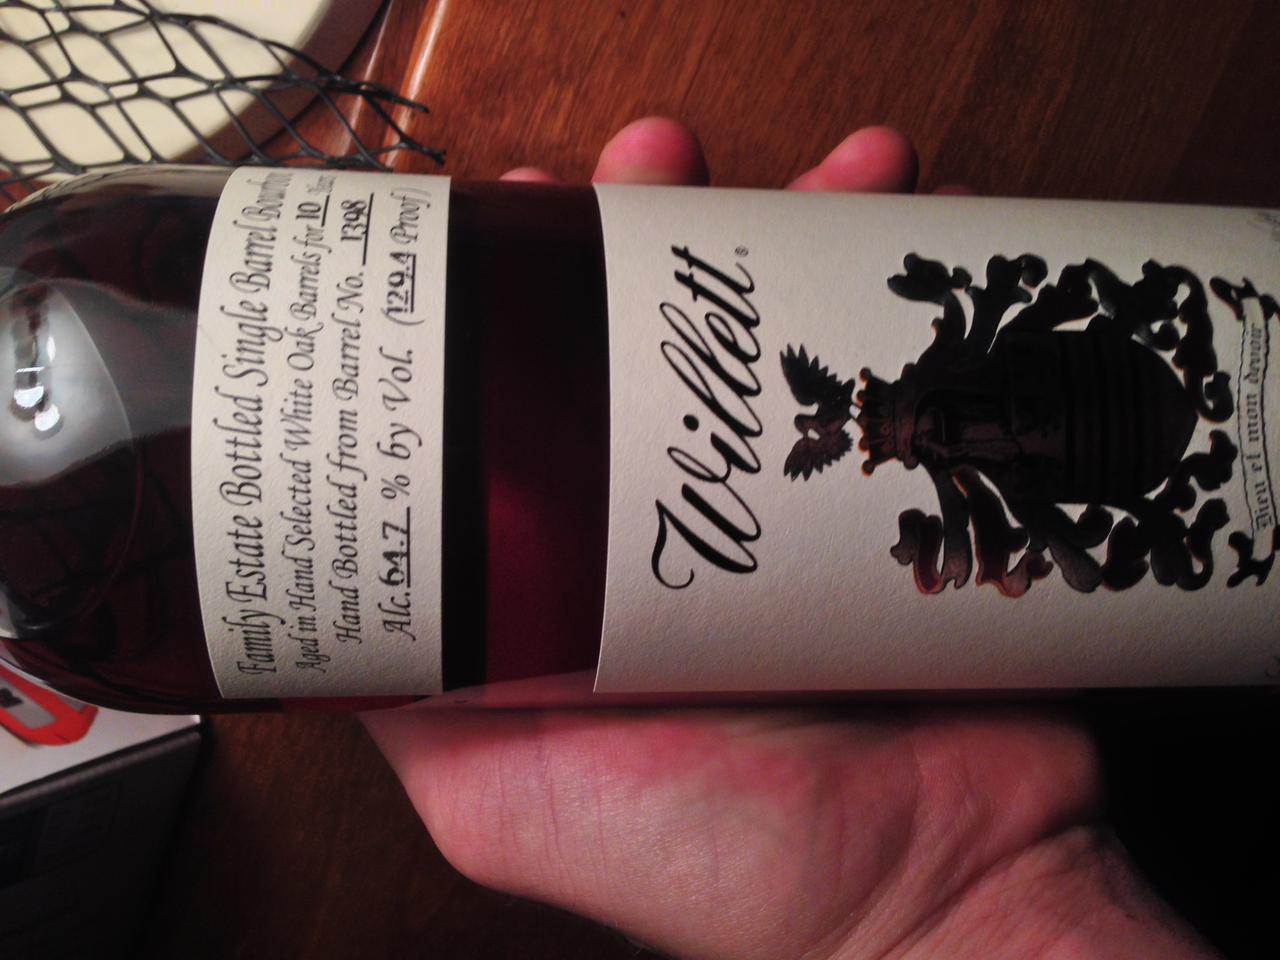 Family Estate Bottled Single Barrel Bourbon
Aged in Hand Selected White Oak Barrels for 10 Years
Hand Bottled from Barrel No. 1398
Alc. 64.7 % by Vol. (129.4 Proof)
Willett®
Dieu et mon devoir